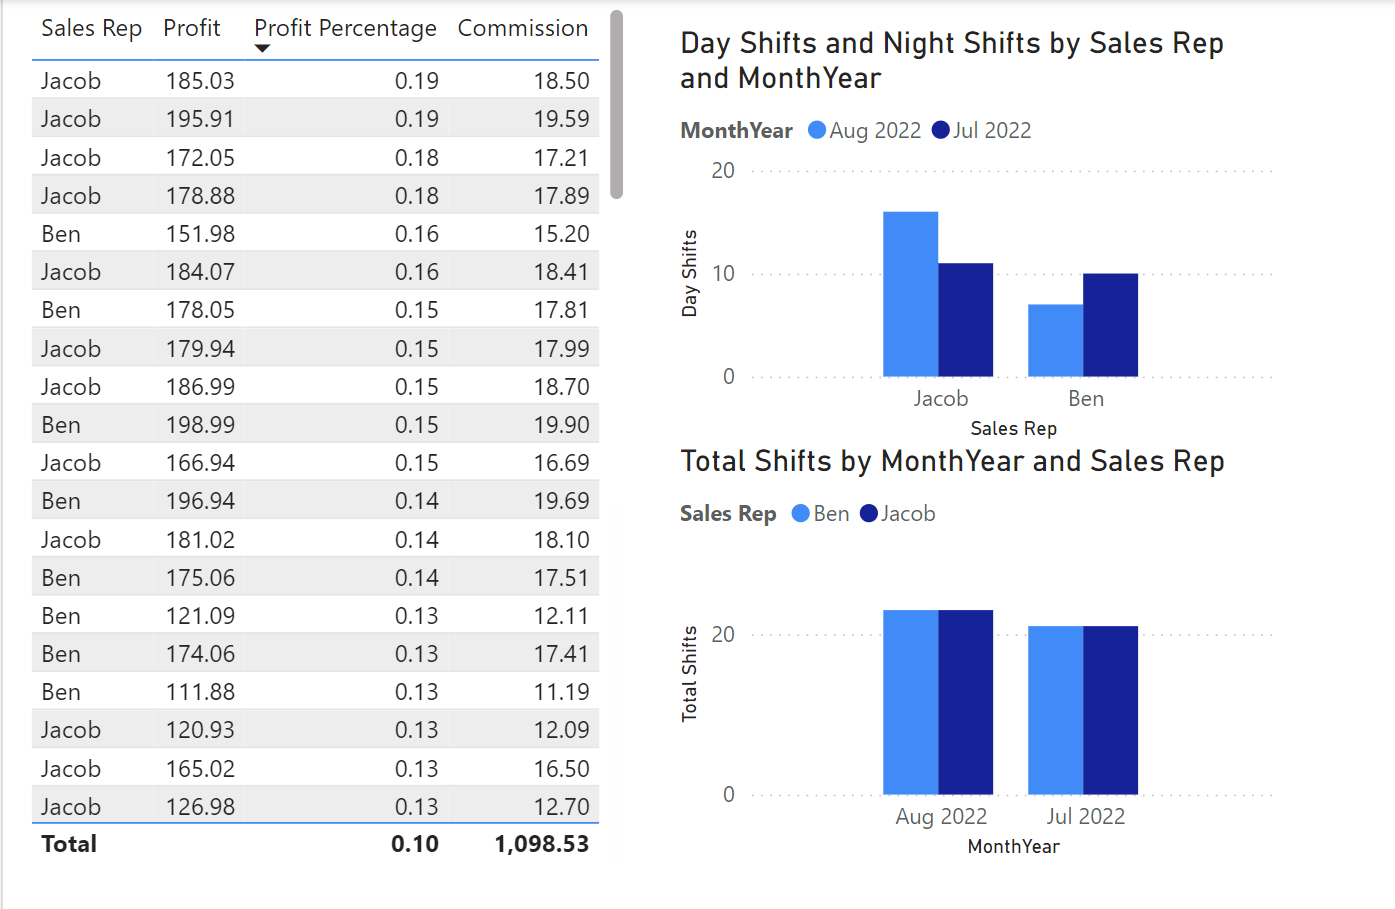 Sales Rep Profit Profit Percentage Commission
Jacob 185.03 0.19 18.50
Jacob 195.91 0.19 19.59
Jacob 172.05 0.18 17.21
Jacob 178.88 0.18 17.89
Ben 151.98 0.16 15.20
Jacob 184.07 0.16 18.41
Ben 178.05 0.15 17.81
Jacob 179.94 0.15 17.99
Jacob 186.99 0.15 18.70
Ben 198.99 0.15 19.90
Jacob 166.94 0.15 16.69
Ben 196.94 0.14 19.69
Jacob 181.02 0.14 18.10
Ben 175.06 0.14 17.51
Ben 121.09 0.13 12.11
Ben 174.06 0.13 17.41
Ben 111.88 0.13 11.19
Jacob 120.93 0.13 12.09
Jacob 165.02 0.13 16.50
Jacob 126.98 0.13 12.70
Total 0.10 1,098.53
Day Shifts and Night Shifts by Sales Rep
and MonthYear
MonthYear Aug 2022 Jul 2022
20
10
0
Day Shifts
Jacob Ben
Sales Rep
Total Shifts by MonthYear and Sales Rep
Sales Rep Ben Jacob
20
0
Total Shifts
Aug 2022 Jul 2022
MonthYear